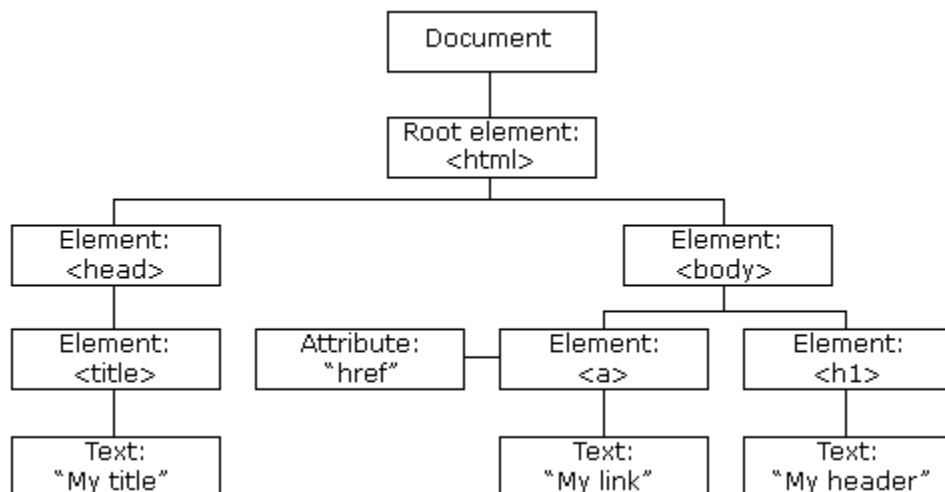 Document
Root element:
<html>
Element:
<head>
Element:
<body>
Element:
<title>
Attribute:
“href”
Element:
<a>
Element:
<h1>
Text:
“My title”
Text:
“My link”
Text:
“My header”